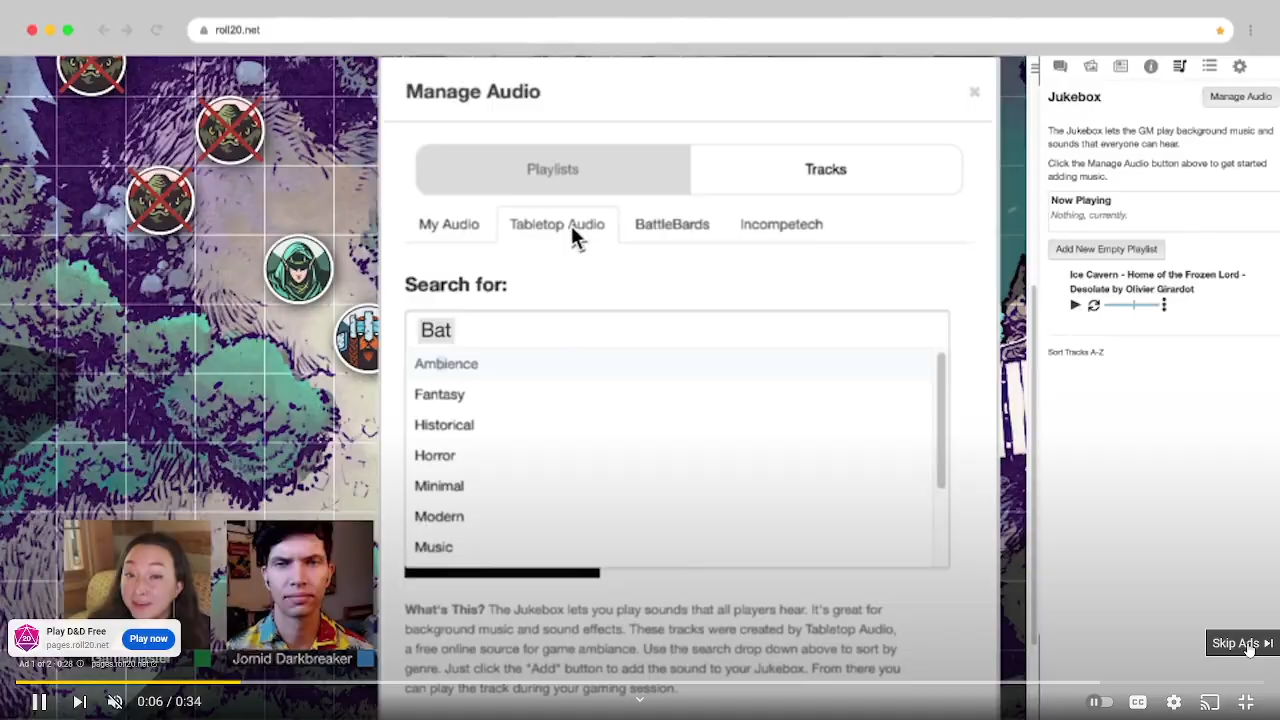 roll20.net
Manage Audio
Playlists
Tracks
My Audio
Tabletop Audio
BattleBards
Incompetech
Search for:
Bat
Ambience
Fantasy
Historical
Horror
Minimal
Modern
Music
What's This? The Jukebox lets you play sounds that all players hear. It's great for
background music and sound effects. These tracks were created by Tabletop Audio,
a free online source for game ambiance. Use the search drop down above to sort by
genre. Just click the "Add" button to add the sound to your Jukebox. From there you
can play the track during your gaming session.
Jukebox
Manage Audio
The Jukebox lets the GM play background music and
sounds that everyone can hear.
Click the Manage Audio button above to get started
adding music.
Now Playing
Nothing, currently.
Add New Empty Playlist
Ice Cavern - Home of the Frozen Lord -
Desolate by Olivier Girardot
Sort Tracks A-Z
20
Play D&D Free
pages.roll20.net
Play now
Ad 1 of 2 · 0:28
Jornid Darkbreaker
Skip Ads
0:06 / 0:34
CC